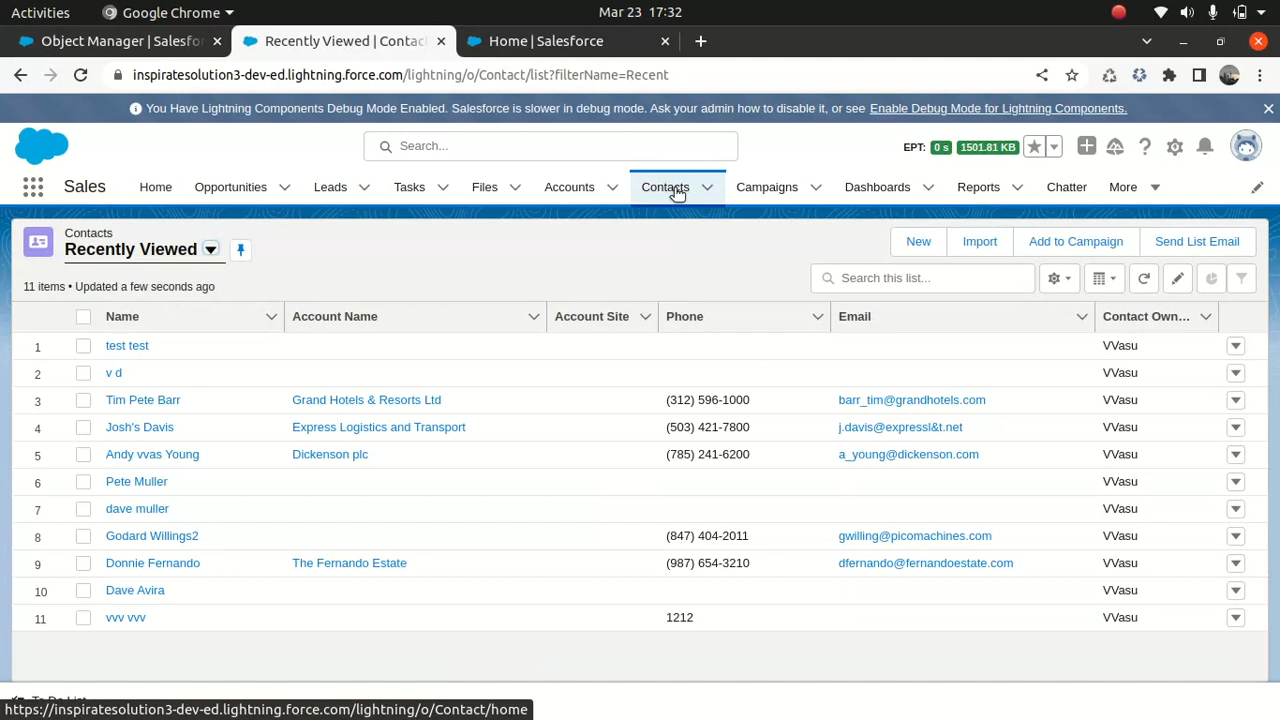 Activities Google Chrome Mar 23 17:32
Object Manager | Salesfor Recently Viewed | Contac Home | Salesforce
inspiratesolution3-dev-ed.lightning.force.com/lightning/o/Contact/list?filterName=Recent
You Have Lightning Components Debug Mode Enabled. Salesforce is slower in debug mode. Ask your admin how to disable it, or see Enable Debug Mode for Lightning Components.
Search... EPT: 0 s 1501.81 KB
Sales Home Opportunities Leads Tasks Files Accounts Contacts Campaigns Dashboards Reports Chatter More
Contacts
Recently Viewed
New Import Add to Campaign Send List Email
11 items • Updated a few seconds ago
Search this list...
Name Account Name Account Site Phone Email Contact Own...
1 test test VVasu
2 v d VVasu
3 Tim Pete Barr Grand Hotels & Resorts Ltd (312) 596-1000 barr_tim@grandhotels.com VVasu
4 Josh's Davis Express Logistics and Transport (503) 421-7800 j.davis@expressl&t.net VVasu
5 Andy vvas Young Dickenson plc (785) 241-6200 a_young@dickenson.com VVasu
6 Pete Muller VVasu
7 dave muller VVasu
8 Godard Willings2 (847) 404-2011 gwilling@picomachines.com VVasu
9 Donnie Fernando The Fernando Estate (987) 654-3210 dfernando@fernandoestate.com VVasu
10 Dave Avira VVasu
11 vvv vvv 1212 VVasu
To Do List
https://inspiratesolution3-dev-ed.lightning.force.com/lightning/o/Contact/home